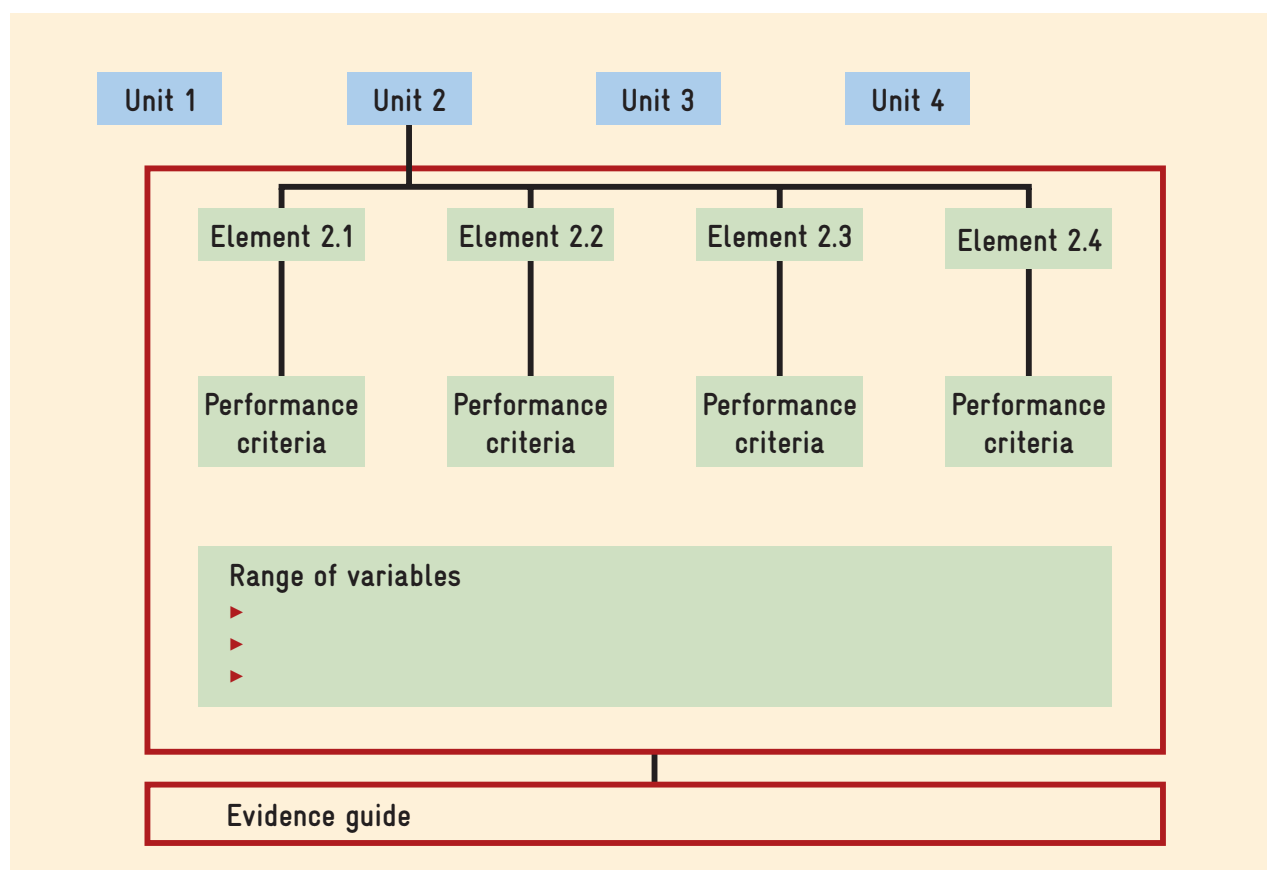 Unit 1
Unit 2
Unit 3
Unit 4
Element 2.1
Element 2.2
Element 2.3
Element 2.4
Performance
criteria
Performance
criteria
Performance
criteria
Performance
criteria
Range of variables
Evidence guide